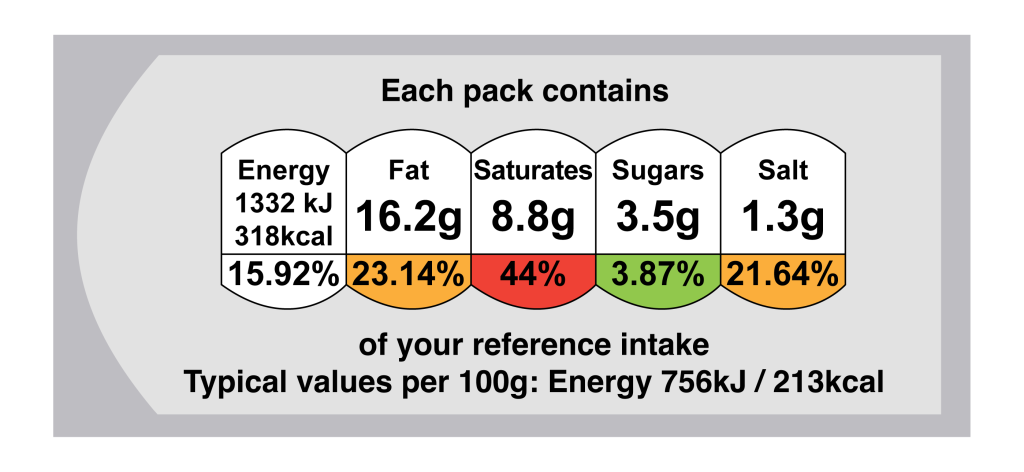 Each pack contains
Energy
1332 kJ
318kcal
15.92%
Fat
16.2g
23.14%
Saturates
8.8g
44%
Sugars
3.5g
3.87%
Salt
1.3g
21.64%
of your reference intake
Typical values per 100g: Energy 756kJ / 213kcal